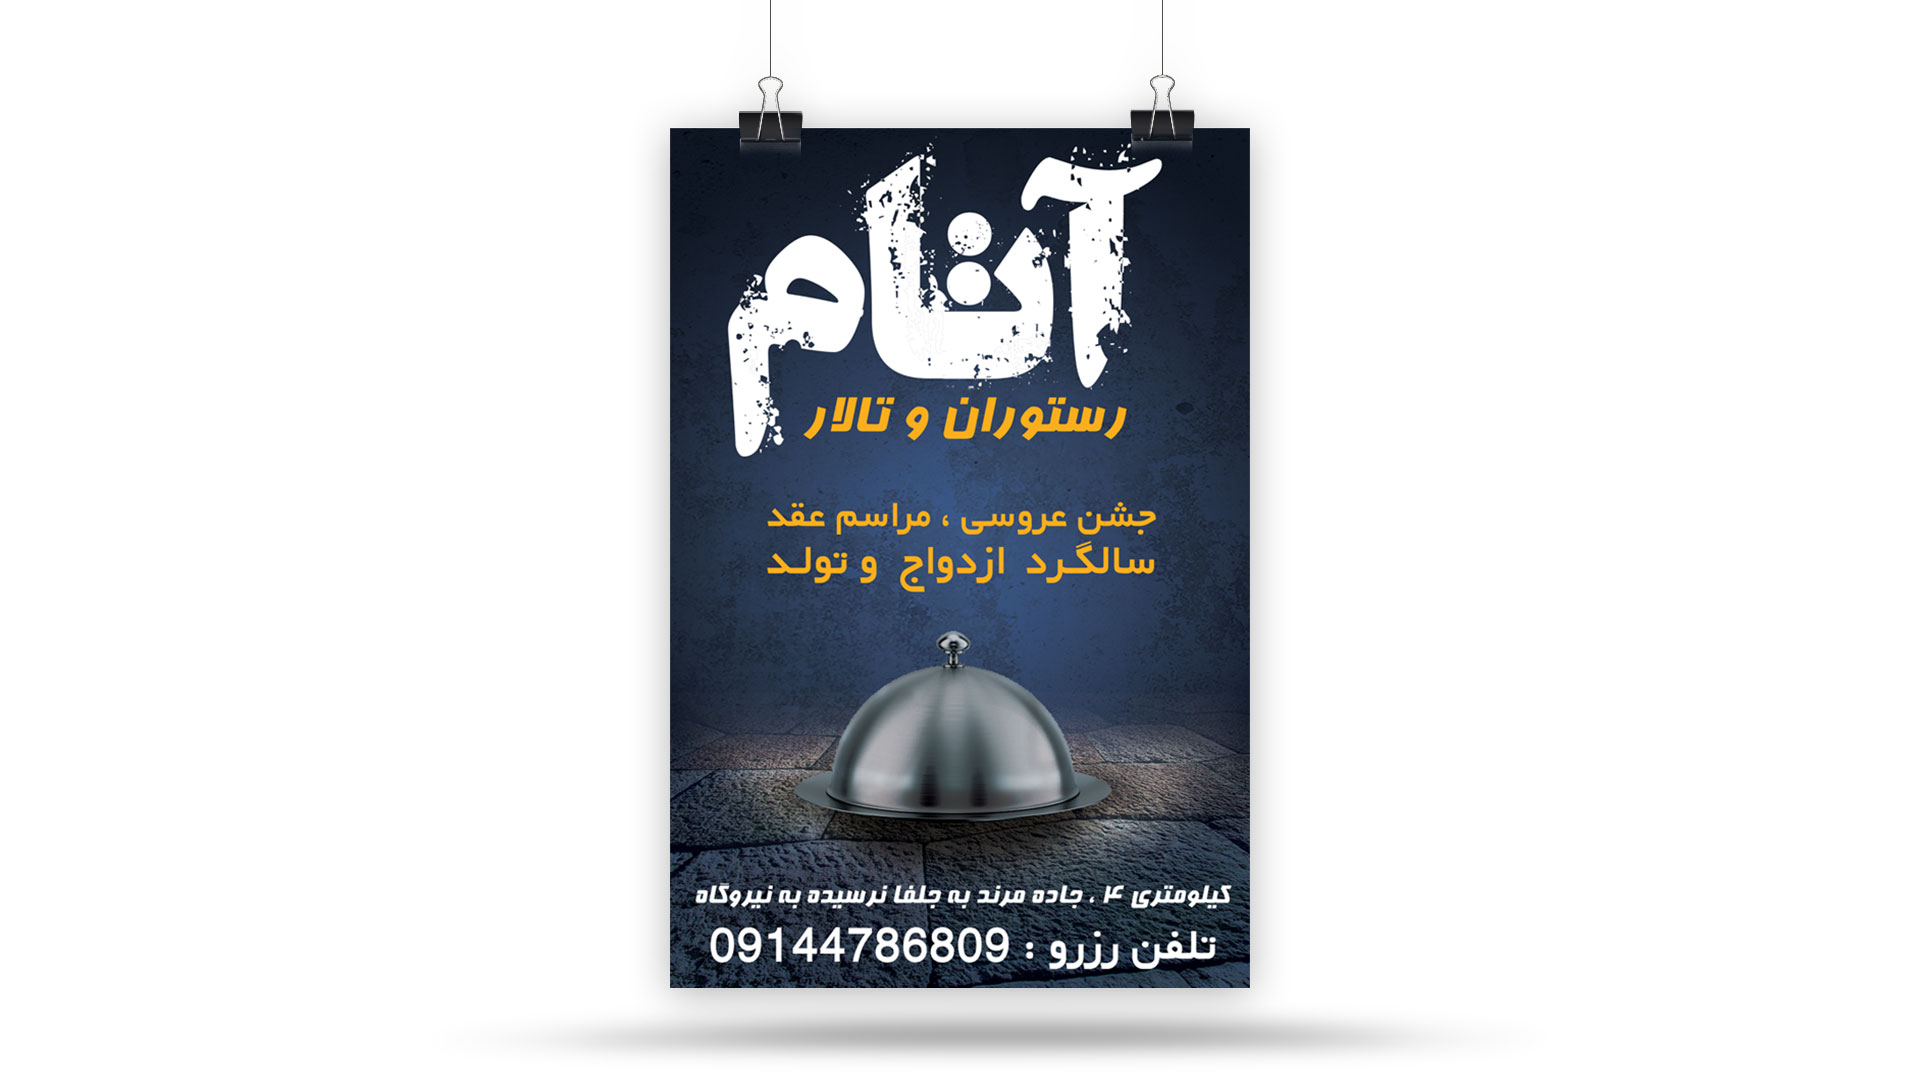 آتام
رستوران و تالار
جشن عروسی ، مراسم عقد
سالگرد ازدواج و تولد
کیلومتری ۴ ، جاده مرند به جلفا نرسیده به نیروگاه
تلفن رزرو : 09144786809